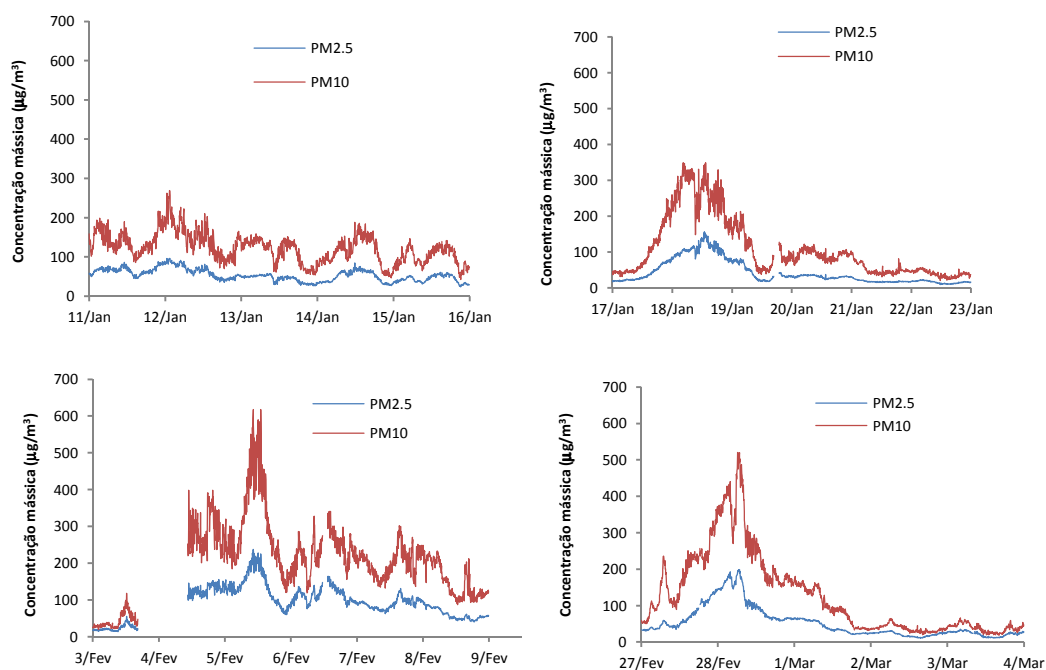 Concentração mássica (µg/m³)
700
600
500
400
300
200
100
0
PM2.5
PM10
11/Jan 12/Jan 13/Jan 14/Jan 15/Jan 16/Jan
Concentração mássica (µg/m³)
700
600
500
400
300
200
100
0
PM2.5
PM10
17/Jan 18/Jan 19/Jan 20/Jan 21/Jan 22/Jan 23/Jan
Concentração mássica (µg/m³)
700
600
500
400
300
200
100
0
PM2.5
PM10
3/Fev 4/Fev 5/Fev 6/Fev 7/Fev 8/Fev 9/Fev
Concentração mássica (µg/m³)
700
600
500
400
300
200
100
0
PM2.5
PM10
27/Fev 28/Fev 1/Mar 2/Mar 3/Mar 4/Mar